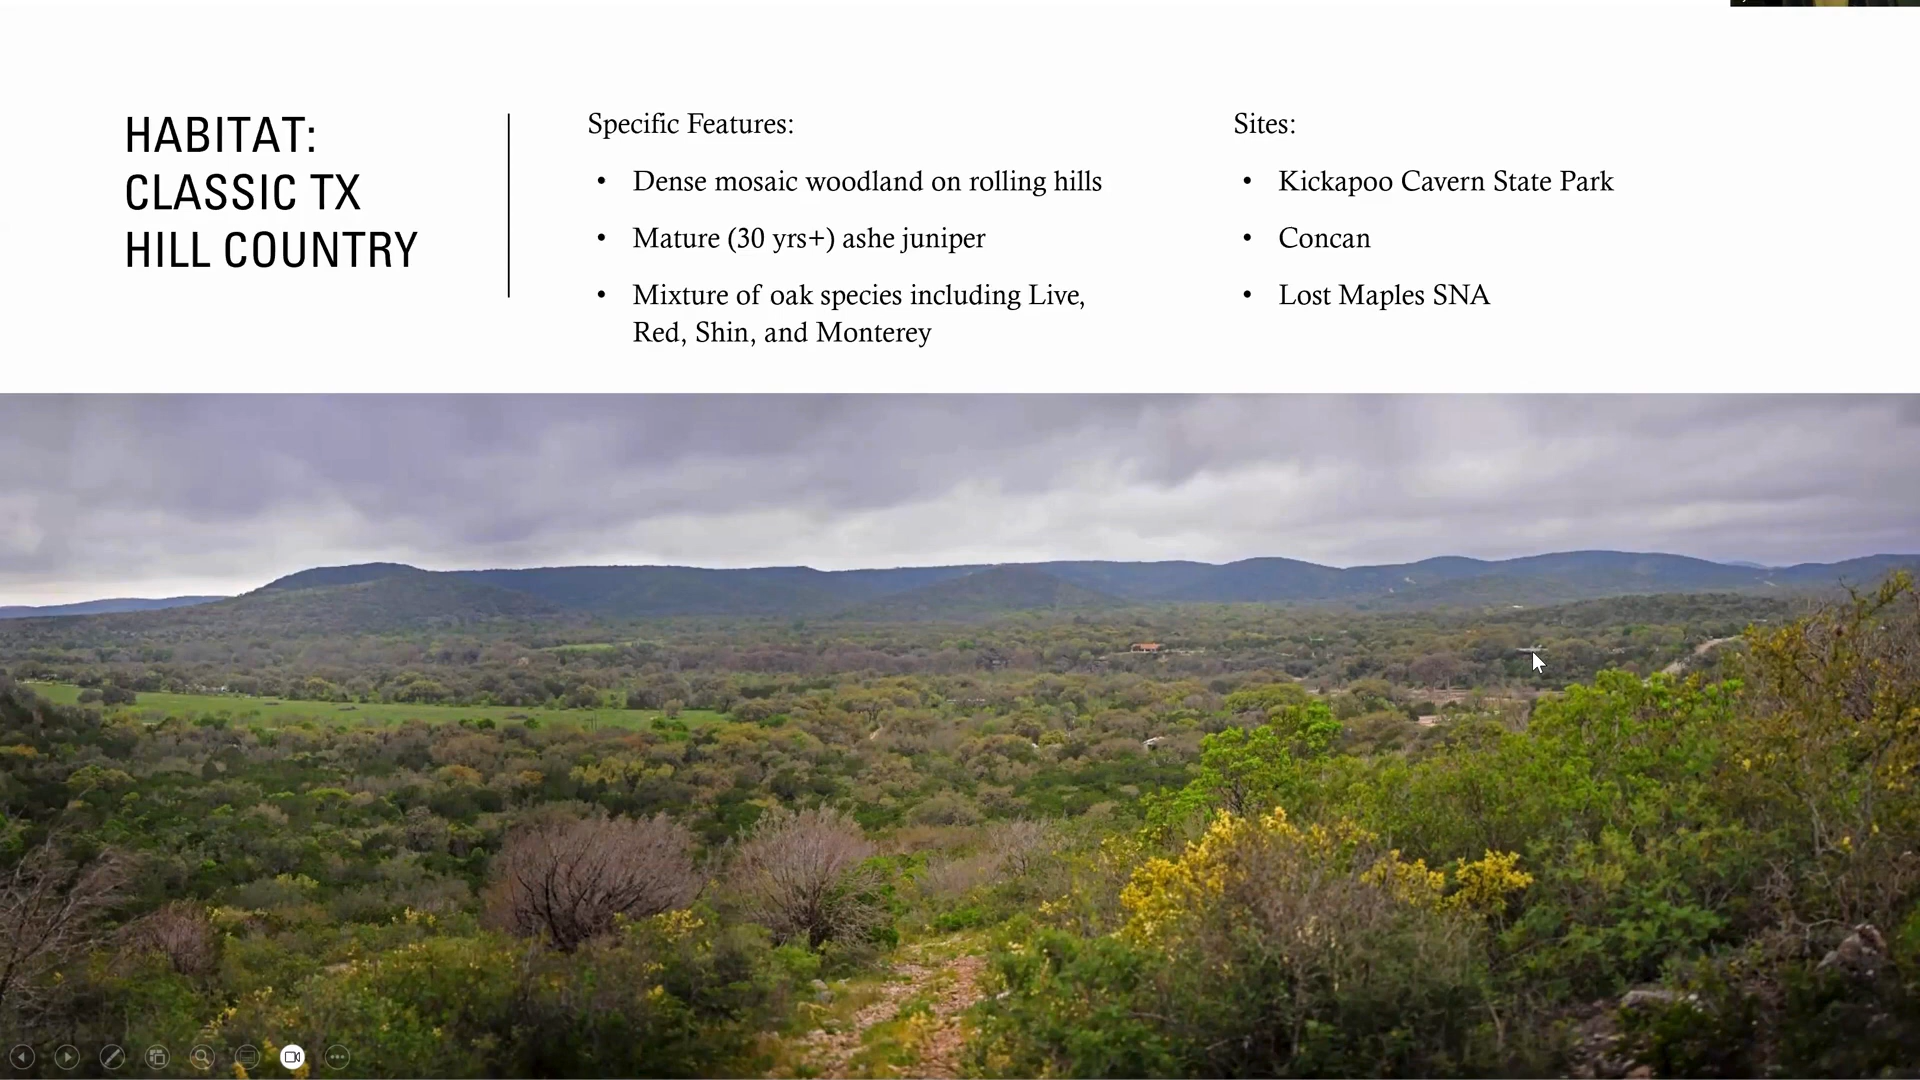 HABITAT:
CLASSIC TX
HILL COUNTRY
Specific Features:
• Dense mosaic woodland on rolling hills
• Mature (30 yrs+) ashe juniper
• Mixture of oak species including Live,
Red, Shin, and Monterey
Sites:
• Kickapoo Cavern State Park
• Concan
• Lost Maples SNA